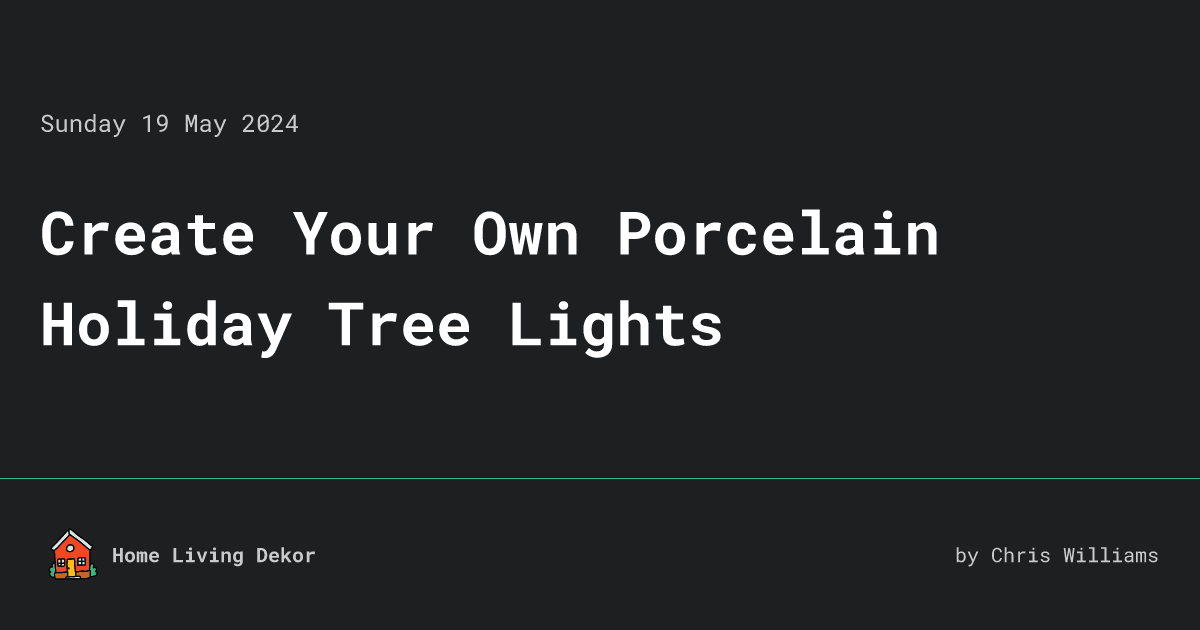 Sunday 19 May 2024
Create Your Own Porcelain
Holiday Tree Lights
Home Living Dekor
by Chris Williams